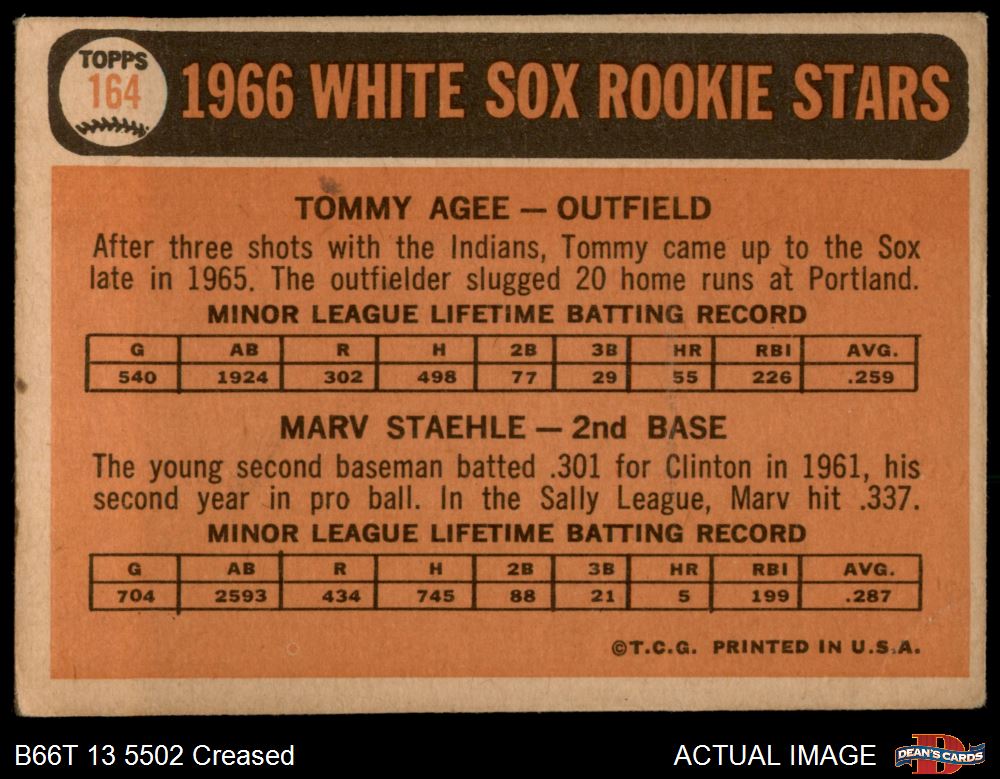 TOPPS
164
1966 WHITE SOX ROOKIE STARS
TOMMY AGEE — OUTFIELD
After three shots with the Indians, Tommy came up to the Sox
late in 1965. The outfielder slugged 20 home runs at Portland.
MINOR LEAGUE LIFETIME BATTING RECORD
G AB R H 2B 3B HR RBI AVG.
540 1924 302 498 77 29 55 226 .259
MARV STAEHLE — 2nd BASE
The young second baseman batted .301 for Clinton in 1961, his
second year in pro ball. In the Sally League, Marv hit .337.
MINOR LEAGUE LIFETIME BATTING RECORD
G AB R H 2B 3B HR RBI AVG.
704 2593 434 745 88 21 5 199 .287
©T.C.G. PRINTED IN U.S.A.
B66T 13 5502 Creased
ACTUAL IMAGE
DEAN'S CARDS